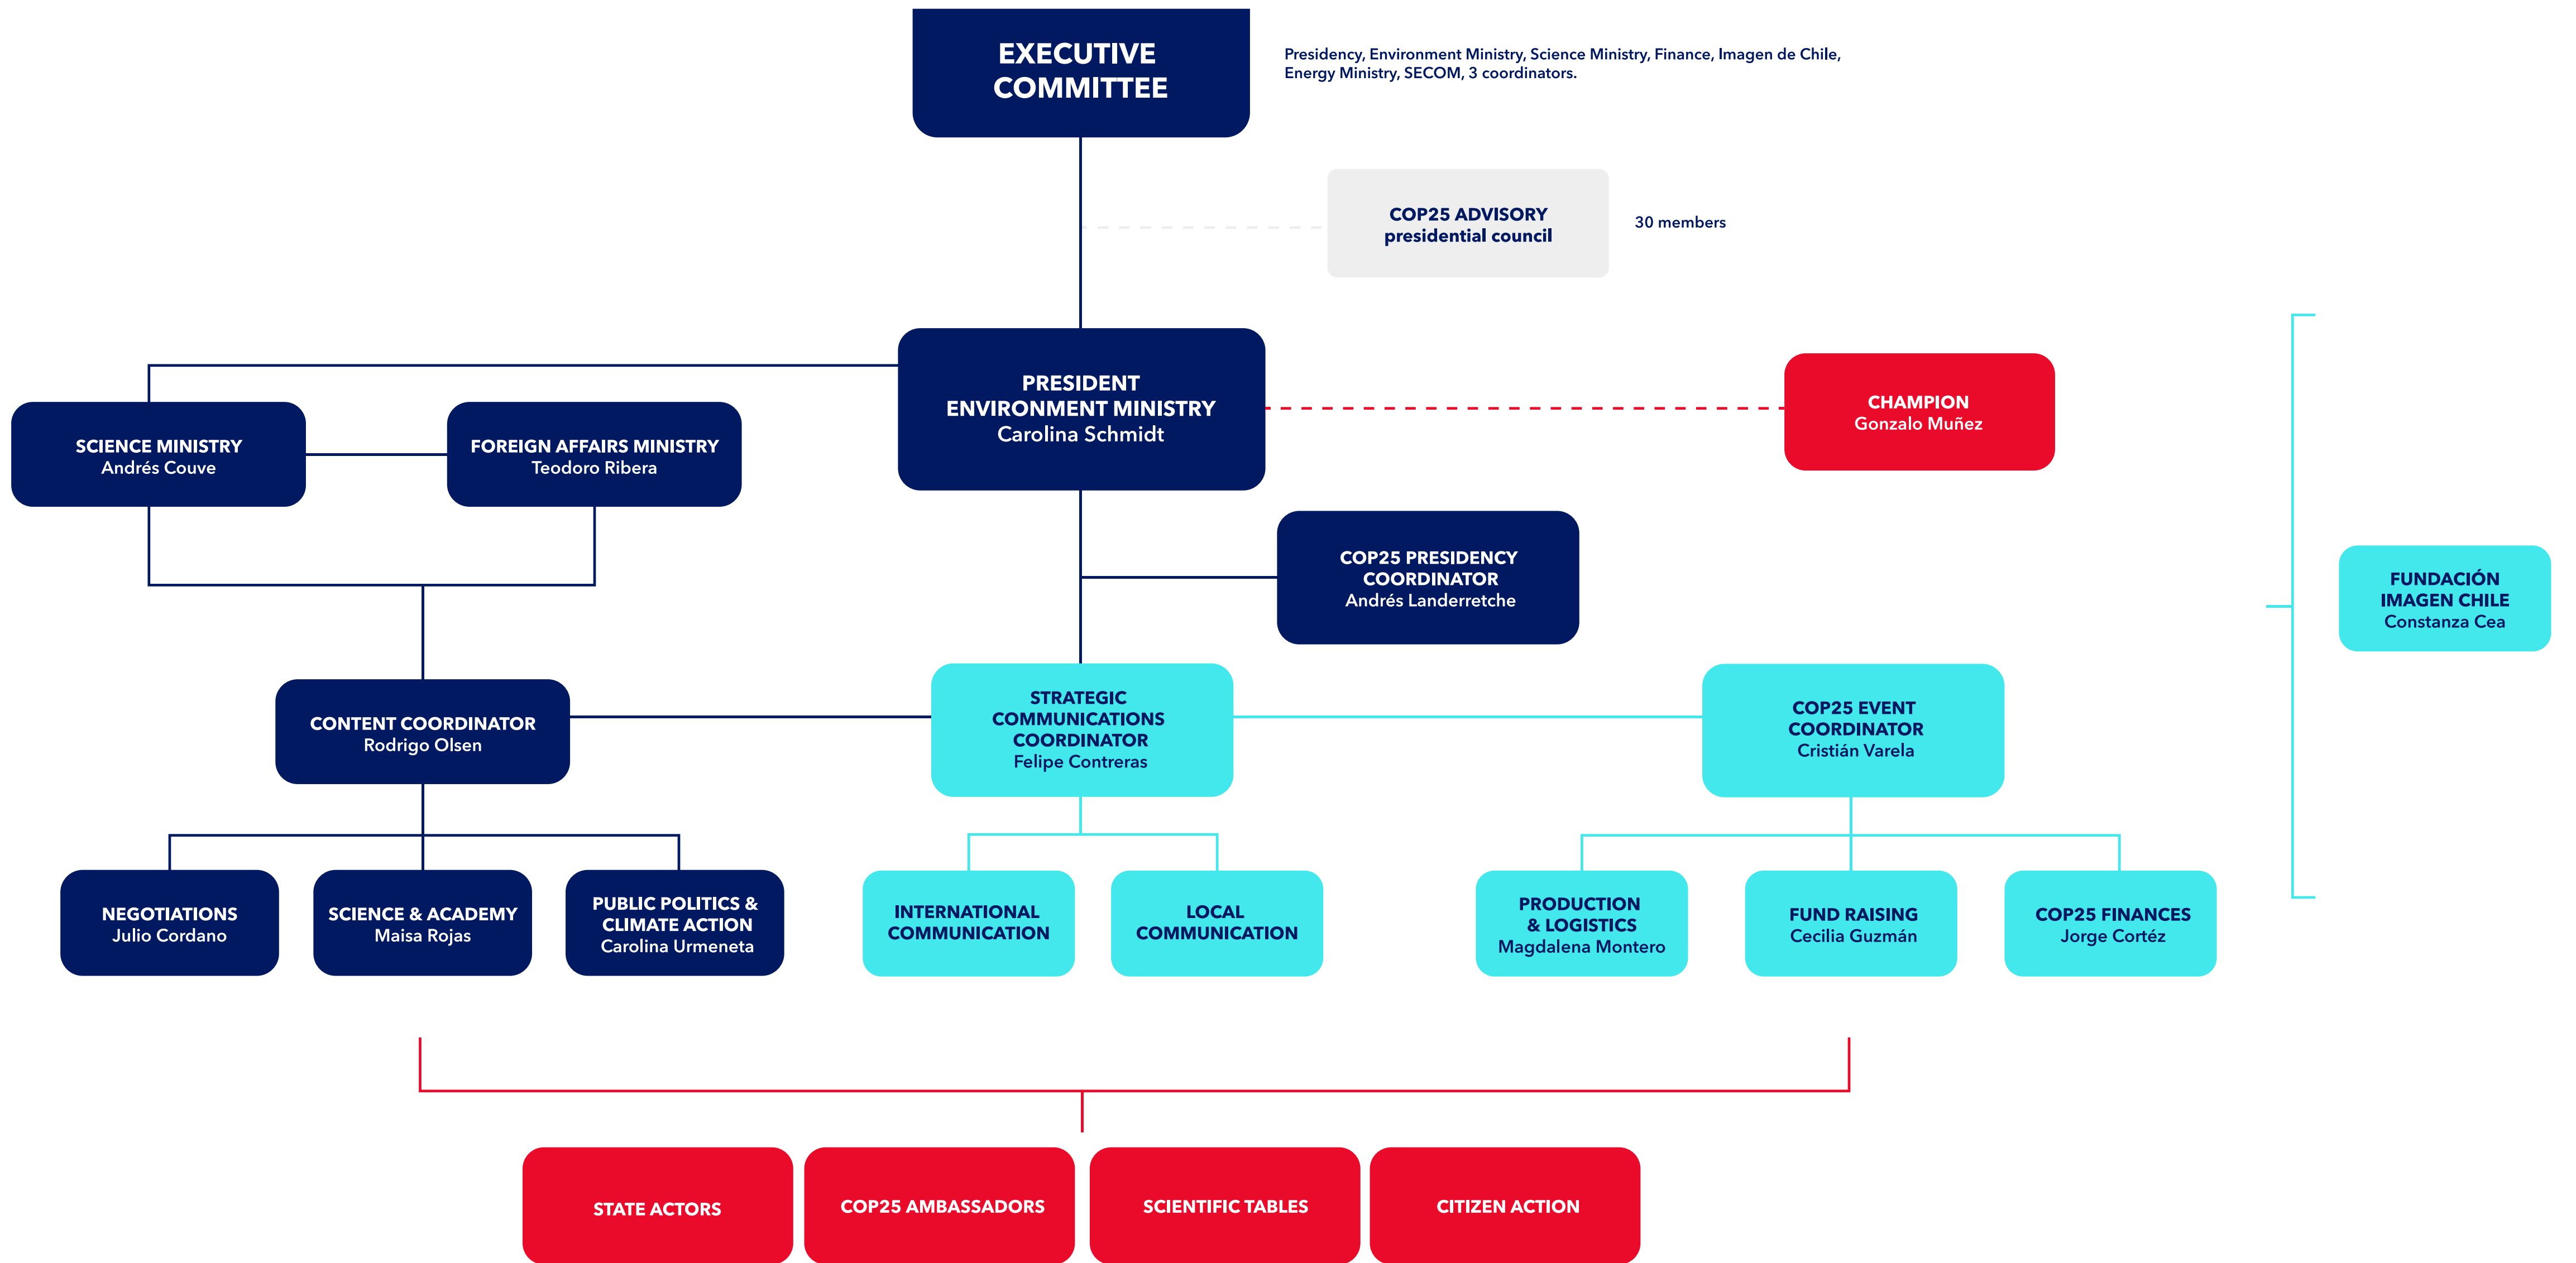 EXECUTIVE
COMMITTEE
Presidency, Environment Ministry, Science Ministry, Finance, Imagen de Chile,
Energy Ministry, SECOM, 3 coordinators.
COP25 ADVISORY
presidential council
30 members
PRESIDENT
ENVIRONMENT MINISTRY
Carolina Schmidt
CHAMPION
Gonzalo Muñez
SCIENCE MINISTRY
Andrés Couve
FOREIGN AFFAIRS MINISTRY
Teodoro Ribera
COP25 PRESIDENCY
COORDINATOR
Andrés Landerretche
FUNDACIÓN
IMAGEN CHILE
Constanza Cea
CONTENT COORDINATOR
Rodrigo Olsen
STRATEGIC
COMMUNICATIONS
COORDINATOR
Felipe Contreras
COP25 EVENT
COORDINATOR
Cristián Varela
NEGOTIATIONS
Julio Cordano
SCIENCE & ACADEMY
Maisa Rojas
PUBLIC POLITICS &
CLIMATE ACTION
Carolina Urmeneta
INTERNATIONAL
COMMUNICATION
LOCAL
COMMUNICATION
PRODUCTION
& LOGISTICS
Magdalena Montero
FUND RAISING
Cecilia Guzmán
COP25 FINANCES
Jorge Cortéz
STATE ACTORS
COP25 AMBASSADORS
SCIENTIFIC TABLES
CITIZEN ACTION